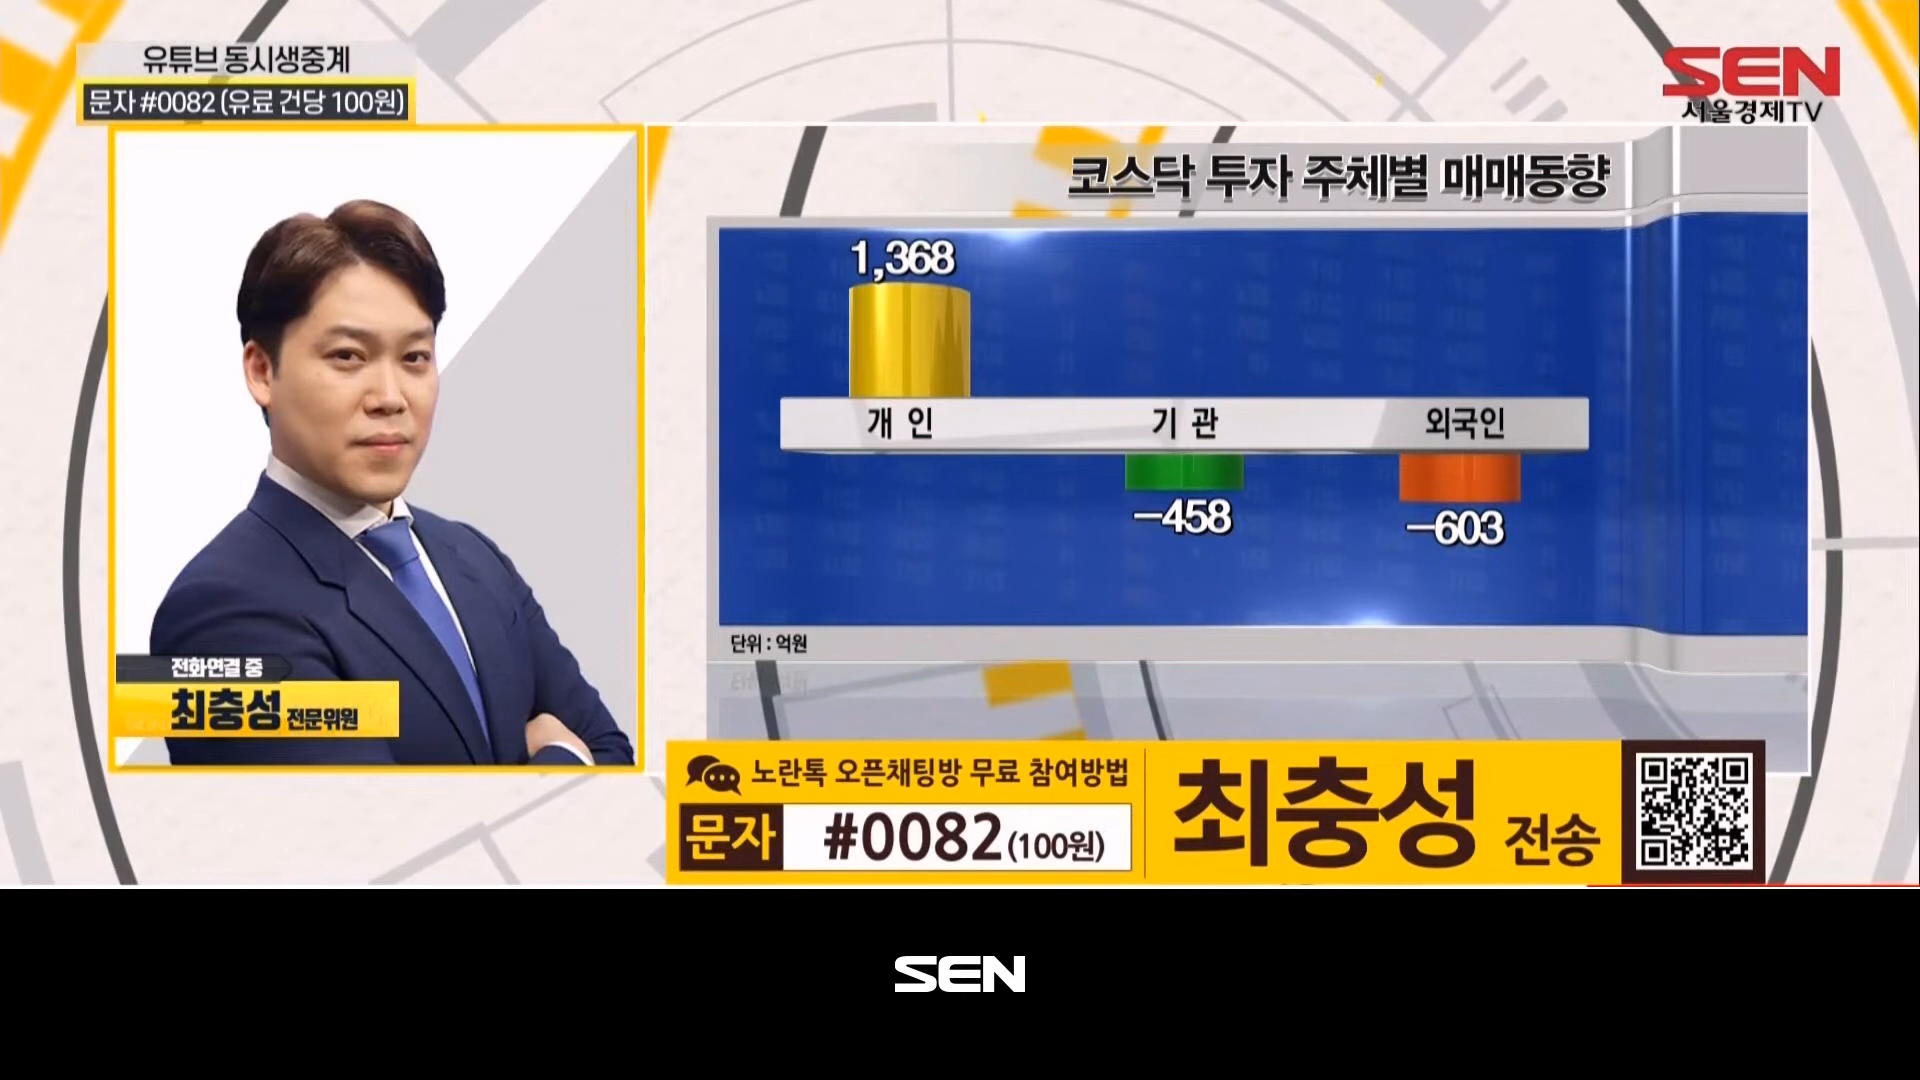 유튜브 동시생중계
문자 #0082 (유료 건당 100원)
SEN
서울경제TV
코스닥 투자 주체별 매매동향
1,368
개 인
기 관
외국인
-458
-603
단위 : 억원
전화연결 중
최충성 전문위원
노란톡 오픈채팅방 무료 참여방법
문자 #0082 (100원)
최충성 전송
SEN